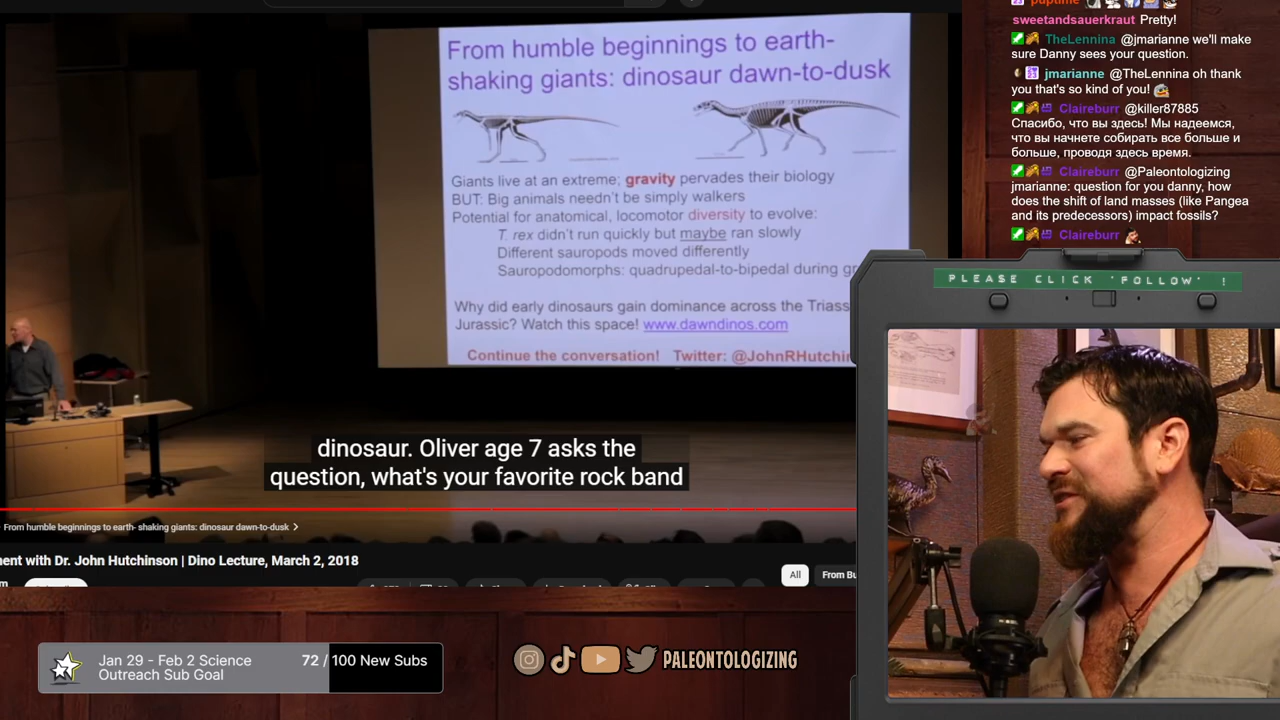 From humble beginnings to earth-
shaking giants: dinosaur dawn-to-dusk
Giants live at an extreme; gravity pervades their biology
BUT: Big animals needn't be simply walkers
Potential for anatomical, locomotor diversity to evolve:
T. rex didn't run quickly but maybe ran slowly
Different sauropods moved differently
Sauropodomorphs: quadrupedal-to-bipedal during
Why did early dinosaurs gain dominance across the
Jurassic? Watch this space! www.dawndinos.com
Continue the conversation! Twitter: @JohnRHutchin
dinosaur. Oliver age 7 asks the
question, what's your favorite rock band
From humble beginnings to earth- shaking giants: dinosaur dawn-to-dusk
with Dr. John Hutchinson | Dino Lecture, March 2, 2018
All
From
Jan 29 - Feb 2 Science
Outreach Sub Goal
72 / 100 New Subs
PALEONTOLOGIZING
sweetandsauerkraut Pretty!
TheLennina @jmarianne we'll make
sure Danny sees your question.
jmarianne @TheLennina oh thank
you that's so kind of you!
Claireburr @killer87885
Спасибо, что вы здесь! Мы надеемся,
что вы начнете собирать все больше и
больше, проводя здесь время.
Claireburr @Paleontologizing
jmarianne: question for you danny, how
does the shift of land masses (like Pangea
and its predecessors) impact fossils?
Claireburr
PLEASE CLICK 'FOLLOW' !